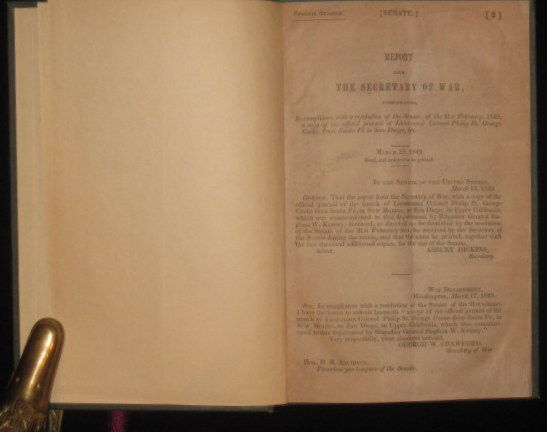 SPECIAL SESSION. [SENATE.] [2]
REPORT
FROM
THE SECRETARY OF WAR,
COMMUNICATING,
In compliance with a resolution of the Senate, of the 21st February, 1849,
a copy of the official journal of Lieutenant Colonel Philip St. George
Cooke, from Santa Fé to San Diego, &c.
MARCH 19, 1849.
Read, and ordered to be printed.
IN THE SENATE OF THE UNITED STATES,
March 1849.
Ordered, That the report from the Secretary of War, with a copy of the
official journal of the march of Lieutenant Colonel Philip St. George
Cooke from Santa Fe, in New Mexico, to San Diego, in Upper California,
which was communicated to that department by Brigadier General Ste-
phen W. Kearny, deceased, as directed to be furnished by the resolution
of the Senate of the 21st February last, be received by the Secretary of
the Senate during the recess, and that the same be printed, together with
five thousand additional copies, for the use of the Senate.
Attest. ASBURY DICKINS,
Secretary.
WAR DEPARTMENT,
Washington, March 17, 1849.
SIR: In compliance with a resolution of the Senate of the 21st ultimo,
I have the honor to submit herewith "a copy of the official journal of the
march of Lieutenant Colonel Philip St. George Cooke from Santa Fe, in
New Mexico, to San Diego, in Upper California, which was communi-
cated to this department by Brigadier General Stephen W. Kearny."
Very respectfully, your obedient servant,
GEORGE W. CRAWFORD,
Secretary of War
Hon. D. R. ATCHISON,
President pro tempore of the Senate.